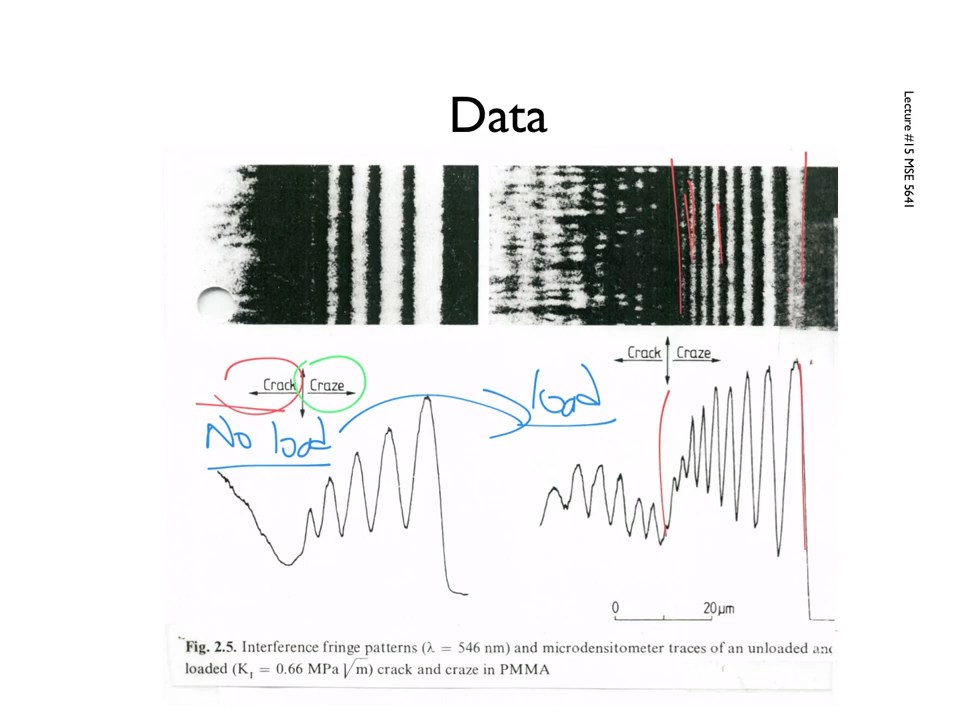 Data
Lecture #15 MSE 5641
Crack Craze
No load
Crack Craze
load
0 20 µm
Fig. 2.5. Interference fringe patterns (λ = 546 nm) and microdensitometer traces of an unloaded and
loaded (K₁ = 0.66 MPa √m) crack and craze in PMMA